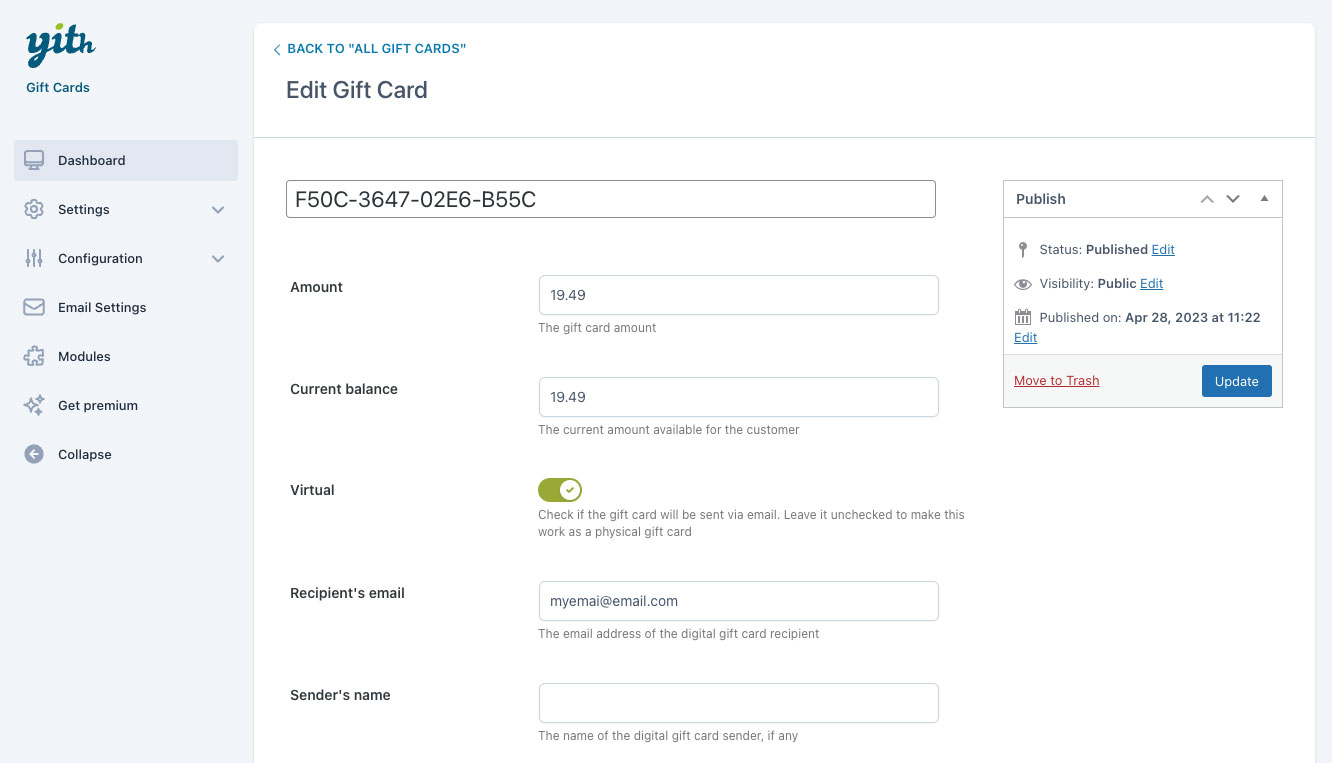 yith
Gift Cards
Dashboard
Settings
Configuration
Email Settings
Modules
Get premium
Collapse
BACK TO "ALL GIFT CARDS"
Edit Gift Card
F50C-3647-02E6-B55C
Amount
19.49
The gift card amount
Current balance
19.49
The current amount available for the customer
Virtual
Check if the gift card will be sent via email. Leave it unchecked to make this
work as a physical gift card
Recipient's email
myemai@email.com
The email address of the digital gift card recipient
Sender's name
The name of the digital gift card sender, if any
Publish
Status: Published Edit
Visibility: Public Edit
Published on: Apr 28, 2023 at 11:22
Edit
Move to Trash
Update